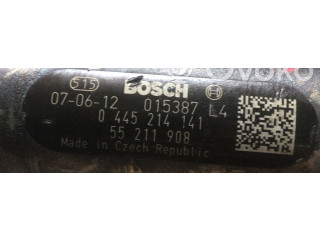 515 BOSCH
07-06-12 015387 L4
0 445 214 141
55 211 908
Made in Czech Republic